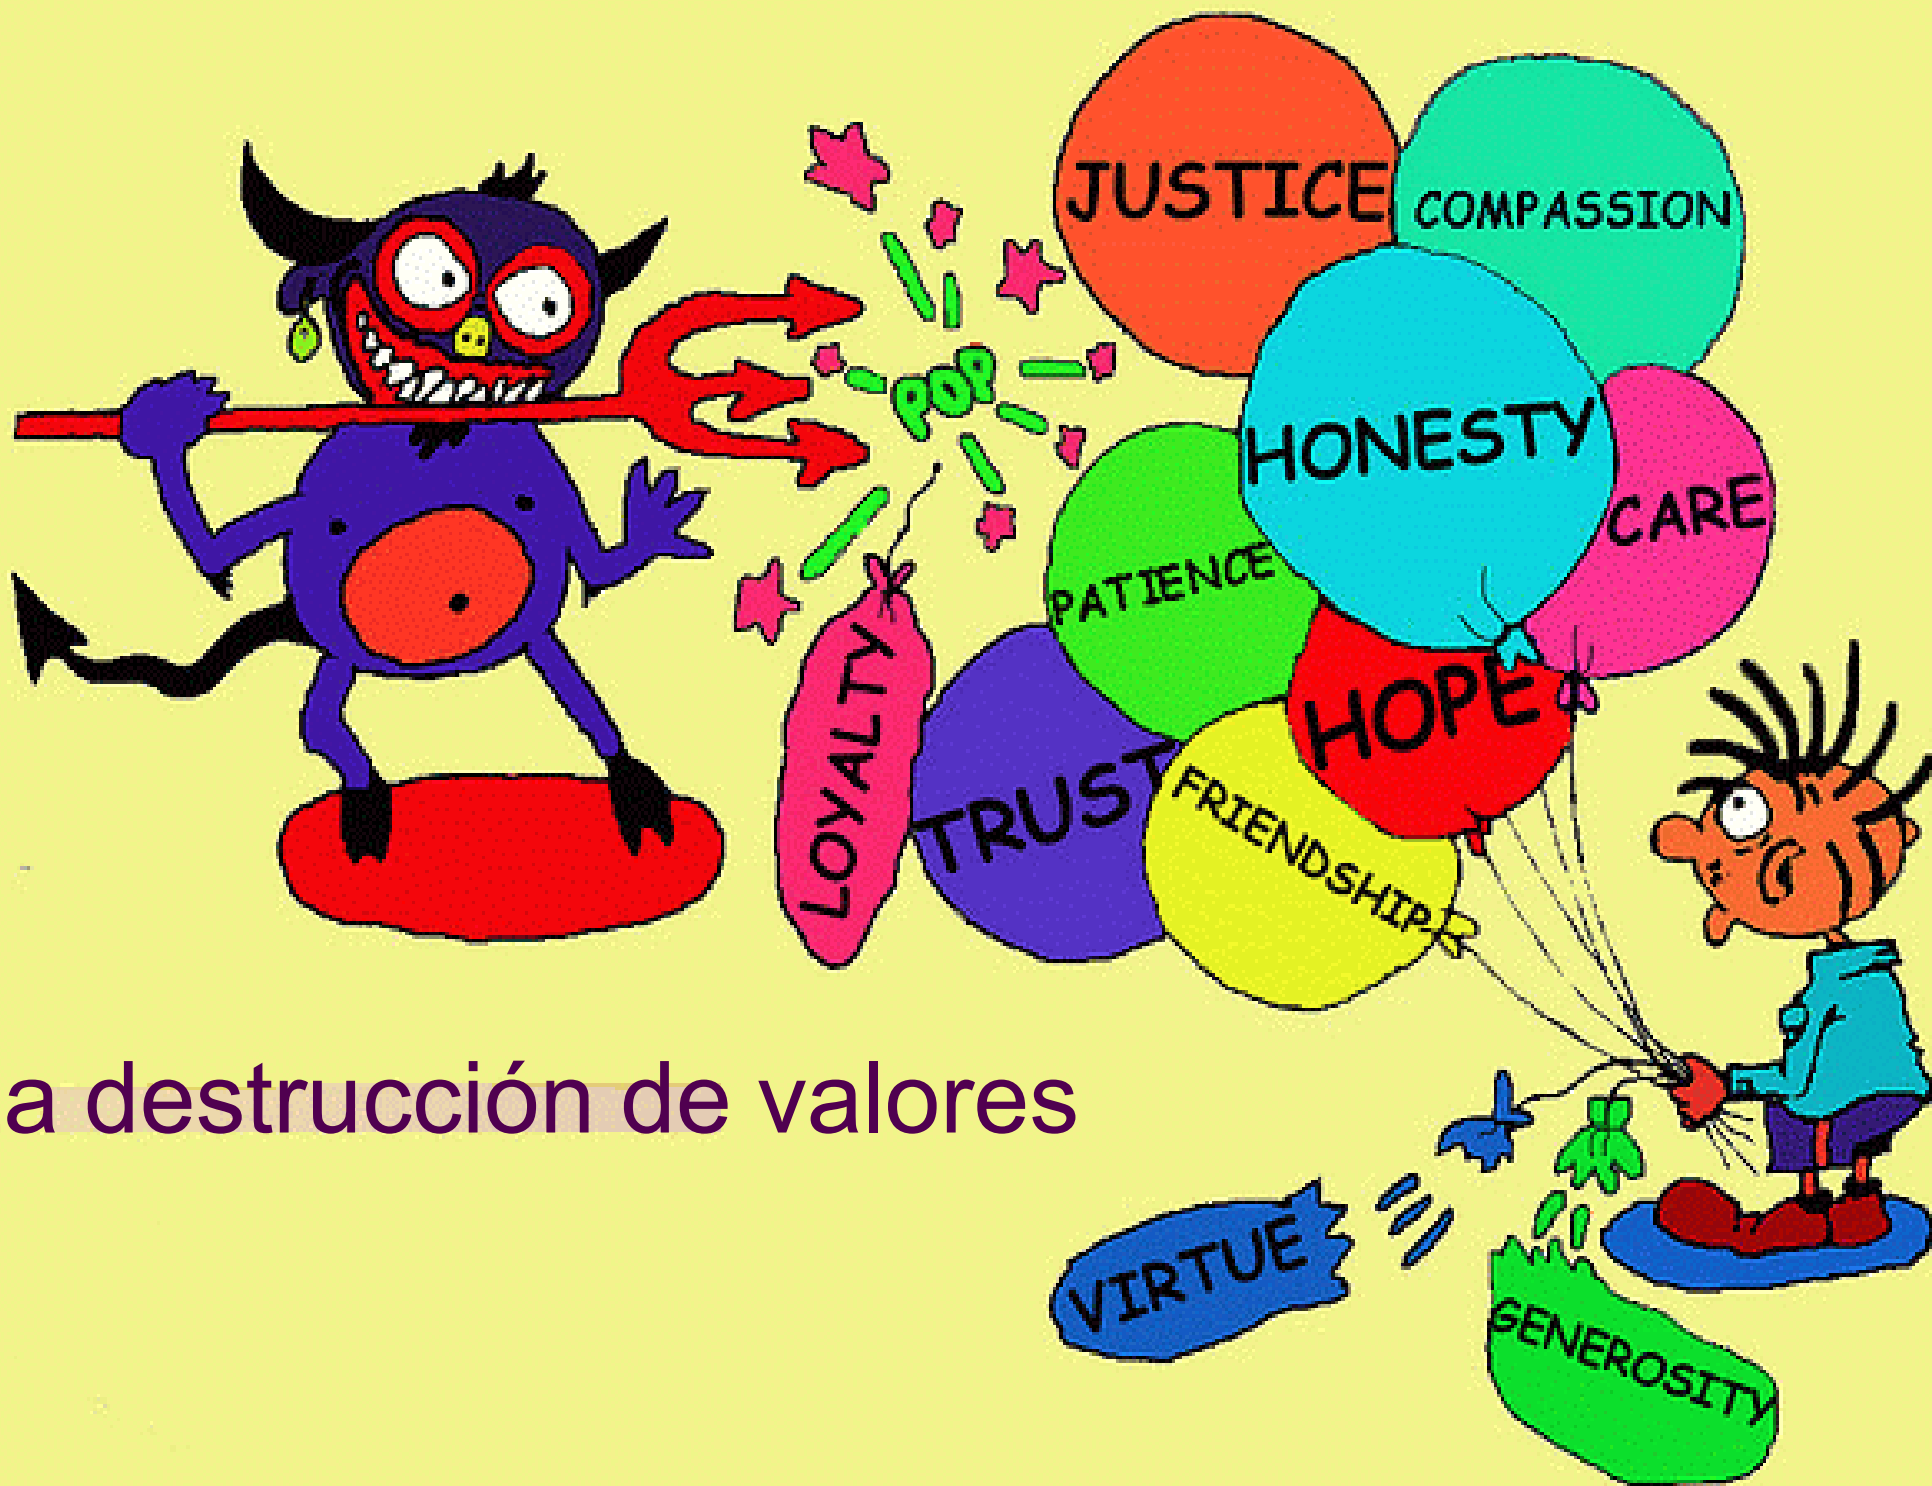 JUSTICE
COMPASSION
POP
HONESTY
CARE
PATIENCE
LOYALTY
HOPE
TRUST
FRIENDSHIP
a destrucción de valores
VIRTUE
GENEROSITY